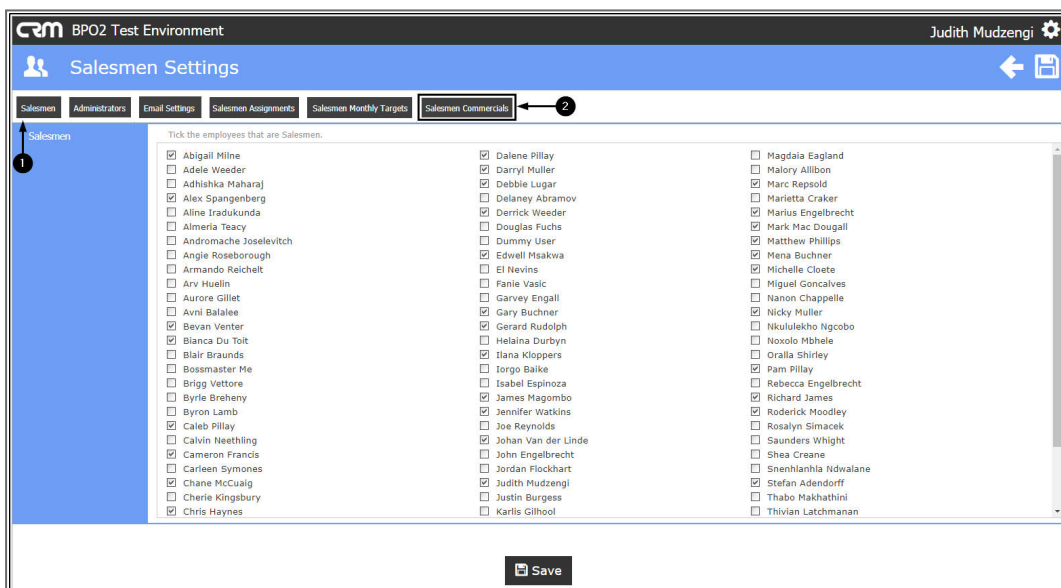 CRM BPO2 Test Environment Judith Mudzengi
Salesmen Settings
Salesmen Administrators Email Settings Salesmen Assignments Salesmen Monthly Targets Salesmen Commercials 2
Salesmen Tick the employees that are Salesmen.
1
Abigail Milne Dalene Pillay Magdaia Eagland
Adele Weeder Darryl Muller Malory Allibon
Adhishka Maharaj Debbie Lugar Marc Repsold
Alex Spangenberg Delaney Abramov Marietta Craker
Aline Iradukunda Derrick Weeder Marius Engelbrecht
Almeria Teacy Douglas Fuchs Mark Mac Dougall
Andromache Joselevitch Dummy User Matthew Phillips
Angie Roseborough Edwell Msakwa Mena Buchner
Armando Reichelt El Nevins Michelle Cloete
Arv Huelin Fanie Vasic Miguel Goncalves
Aurore Gillet Garvey Engall Nanon Chappelle
Avni Balalee Gary Buchner Nicky Muller
Bevan Venter Gerard Rudolph Nkululekho Ngcobo
Bianca Du Toit Helaina Durbyn Noxolo Mbhele
Blair Braunds Ilana Kloppers Oralla Shirley
Bossmaster Me Iorgo Baike Pam Pillay
Brigg Vettore Isabel Espinoza Rebecca Engelbrecht
Byrle Breheny James Magombo Richard James
Byron Lamb Jennifer Watkins Roderick Moodley
Caleb Pillay Joe Reynolds Rosalyn Simacek
Calvin Neethling Johan Van der Linde Saunders Whight
Cameron Francis John Engelbrecht Shea Creane
Carleen Symones Jordan Flockhart Snenhlanhla Ndwalane
Chane McCuaig Judith Mudzengi Stefan Adendorff
Cherie Kingsbury Justin Burgess Thabo Makhathini
Chris Haynes Karlis Gilhool Thivian Latchmanan
Save